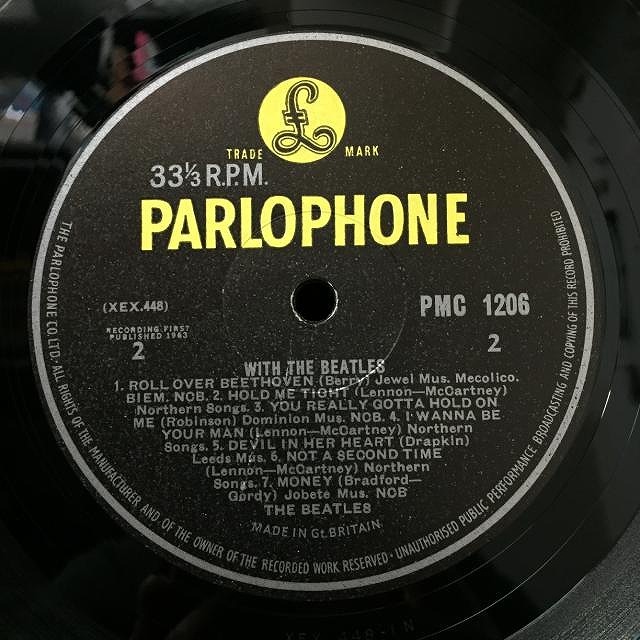 £
TRADE MARK
33⅓ R.P.M.
PARLOPHONE
(XEX.448)
PMC 1206
RECORDING FIRST
PUBLISHED 1963
2
2
WITH THE BEATLES
1. ROLL OVER BEETHOVEN (Berry) Jewel Mus. Mecolico.
BIEM. NCB. 2. HOLD ME TIGHT (Lennon—McCartney)
Northern Songs. 3. YOU REALLY GOTTA HOLD ON
ME (Robinson) Dominion Mus. NCB. 4. I WANNA BE
YOUR MAN (Lennon—McCartney) Northern
Songs. 5. DEVIL IN HER HEART (Drapkin)
Leeds Mus. 6. NOT A SECOND TIME
(Lennon—McCartney) Northern
Songs. 7. MONEY (Bradford—
Gordy) Jobete Mus. NCB
THE BEATLES
MADE IN Gt. BRITAIN
THE PARLOPHONE CO. LTD. ALL RIGHTS OF THE MANUFACTURER AND OF THE OWNER OF THE RECORDED WORK RESERVED · UNAUTHORISED PUBLIC PERFORMANCE BROADCASTING AND COPYING OF THIS RECORD PROHIBITED